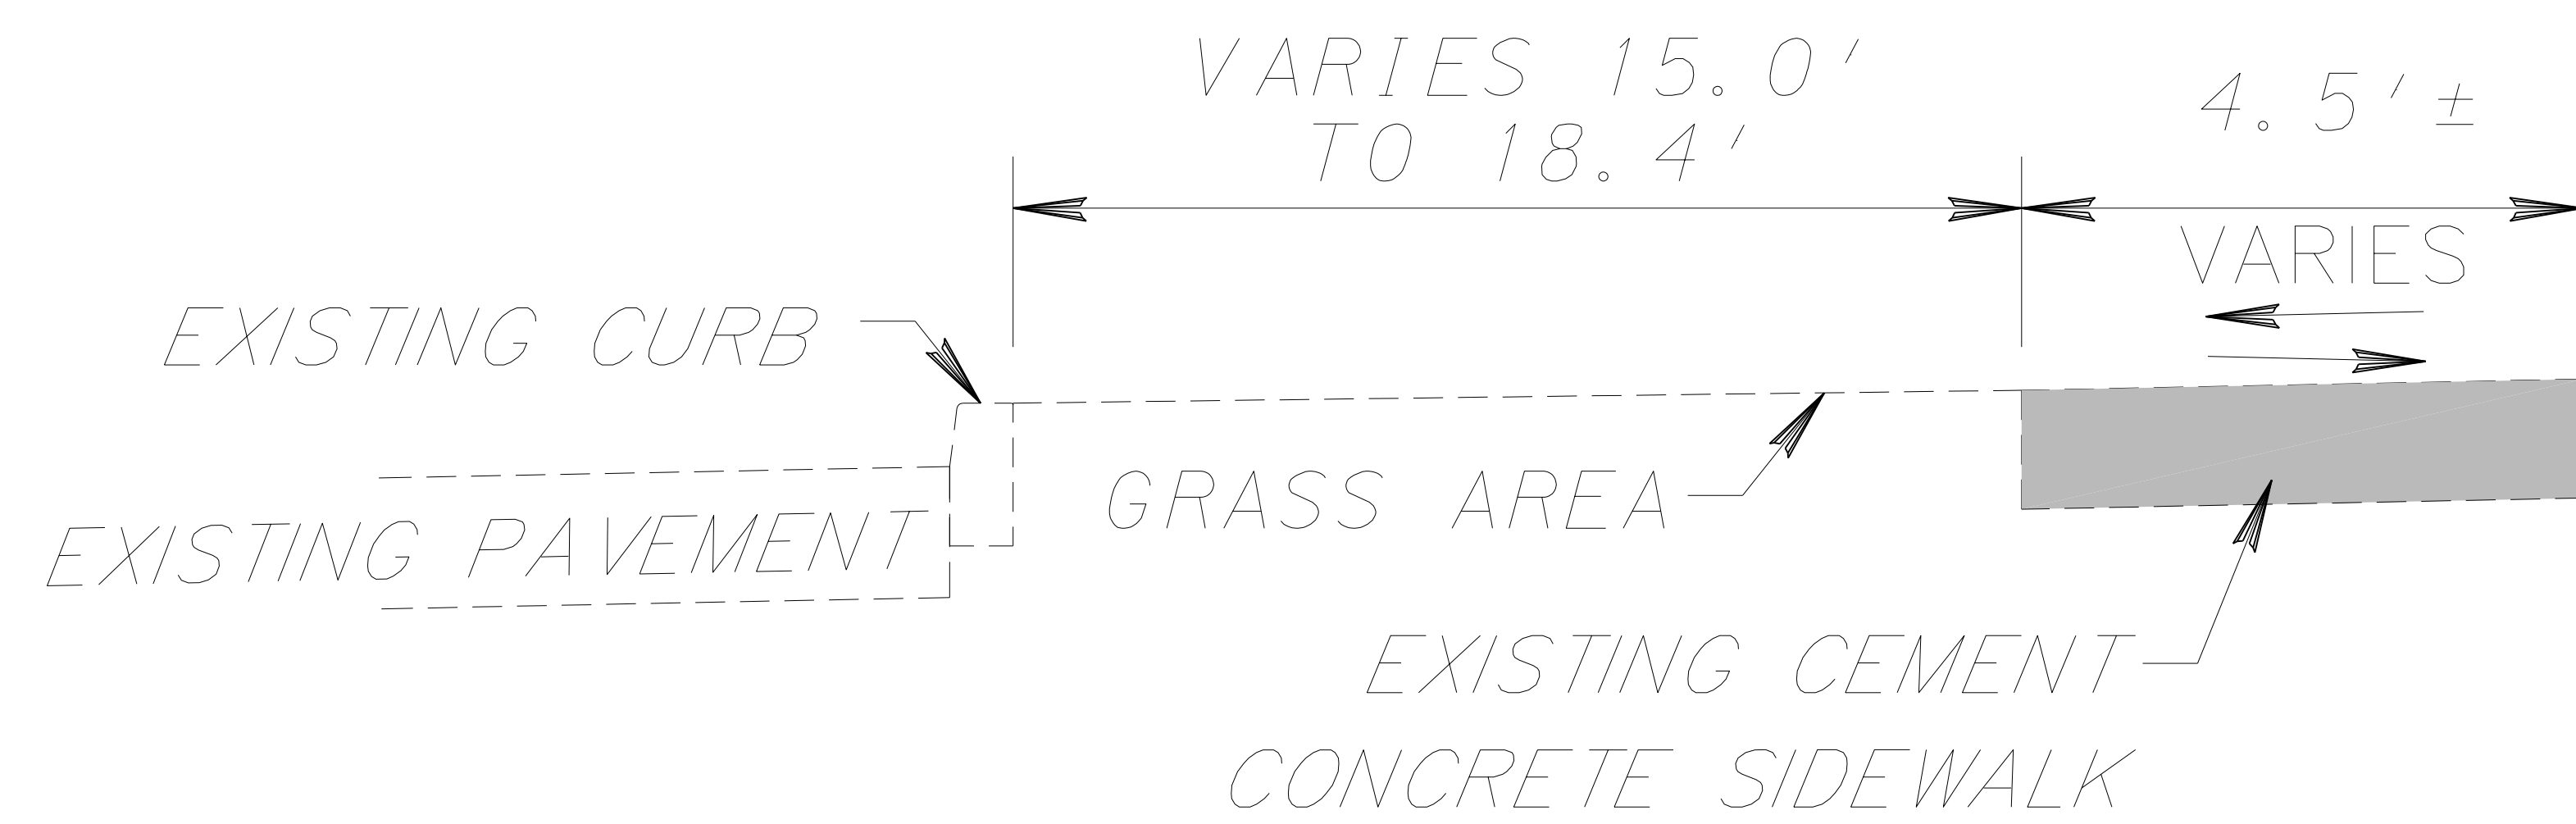 VARIES 15.0'
TO 18.4'
4.5'±
VARIES
EXISTING CURB
GRASS AREA
EXISTING PAVEMENT
EXISTING CEMENT
CONCRETE SIDEWALK